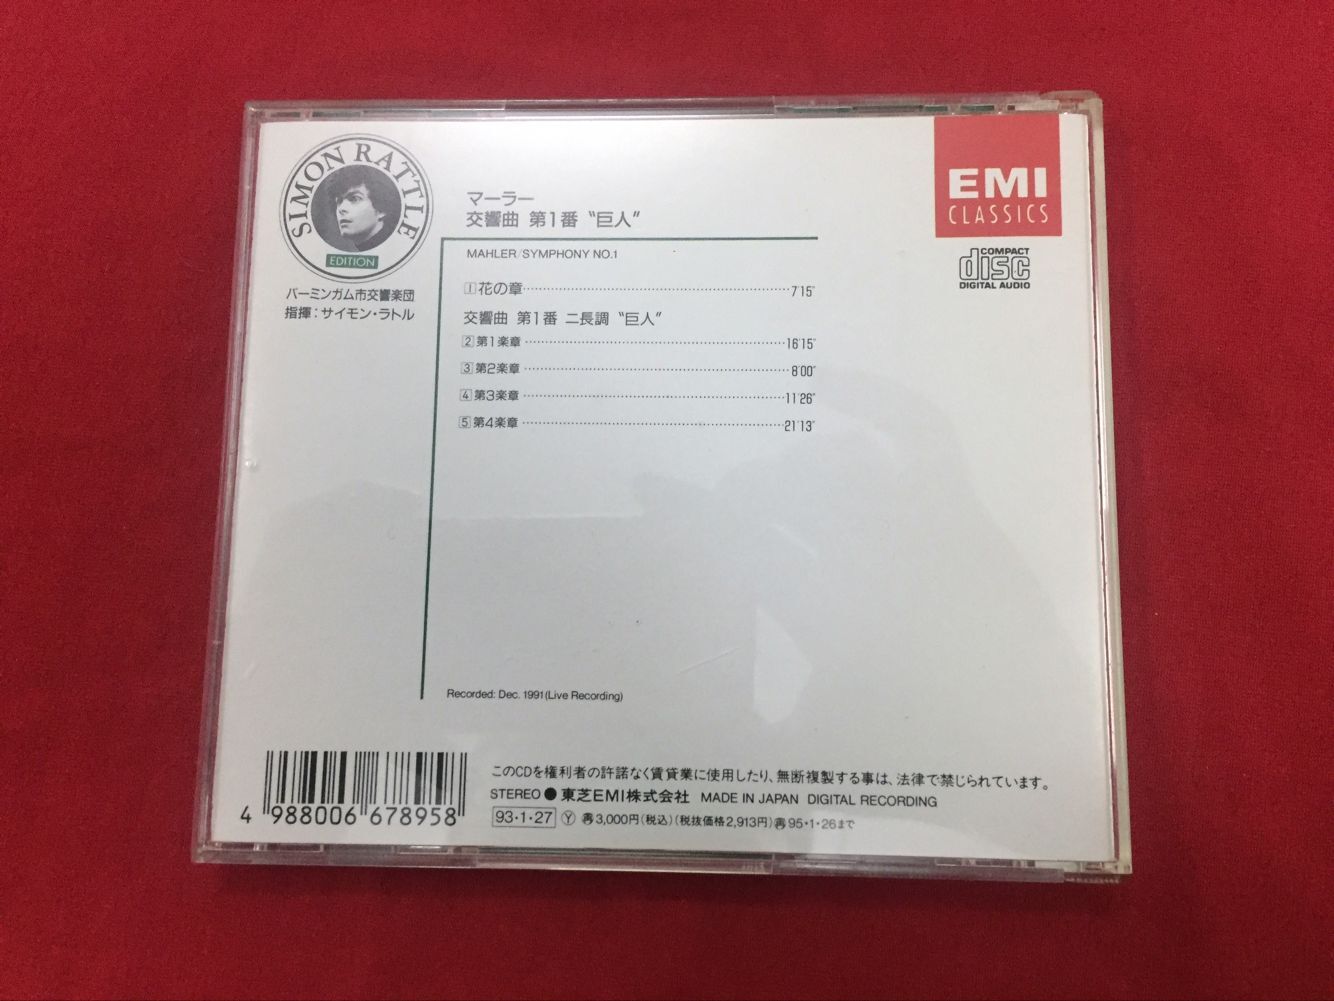 SIMON RATTLE
EDITION
バーミンガム市交響楽団
指揮:サイモン・ラトル
マーラー
交響曲 第1番 “巨人”
MAHLER/SYMPHONY NO.1
1 花の章 7'15"
交響曲 第1番 ニ長調 “巨人”
2 第1楽章 16'15"
3 第2楽章 8'00"
4 第3楽章 11'26"
5 第4楽章 21'13"
EMI
CLASSICS
COMPACT
disc
DIGITAL AUDIO
Recorded: Dec. 1991(Live Recording)
4 988006 678958
このCDを権利者の許諾なく賃貸業に使用したり、無断複製する事は、法律で禁じられています。
STEREO ● 東芝EMI株式会社 MADE IN JAPAN DIGITAL RECORDING
93・1・27 Ⓨ 再3,000円(税込)(税抜価格2,913円)再95・1・26まで